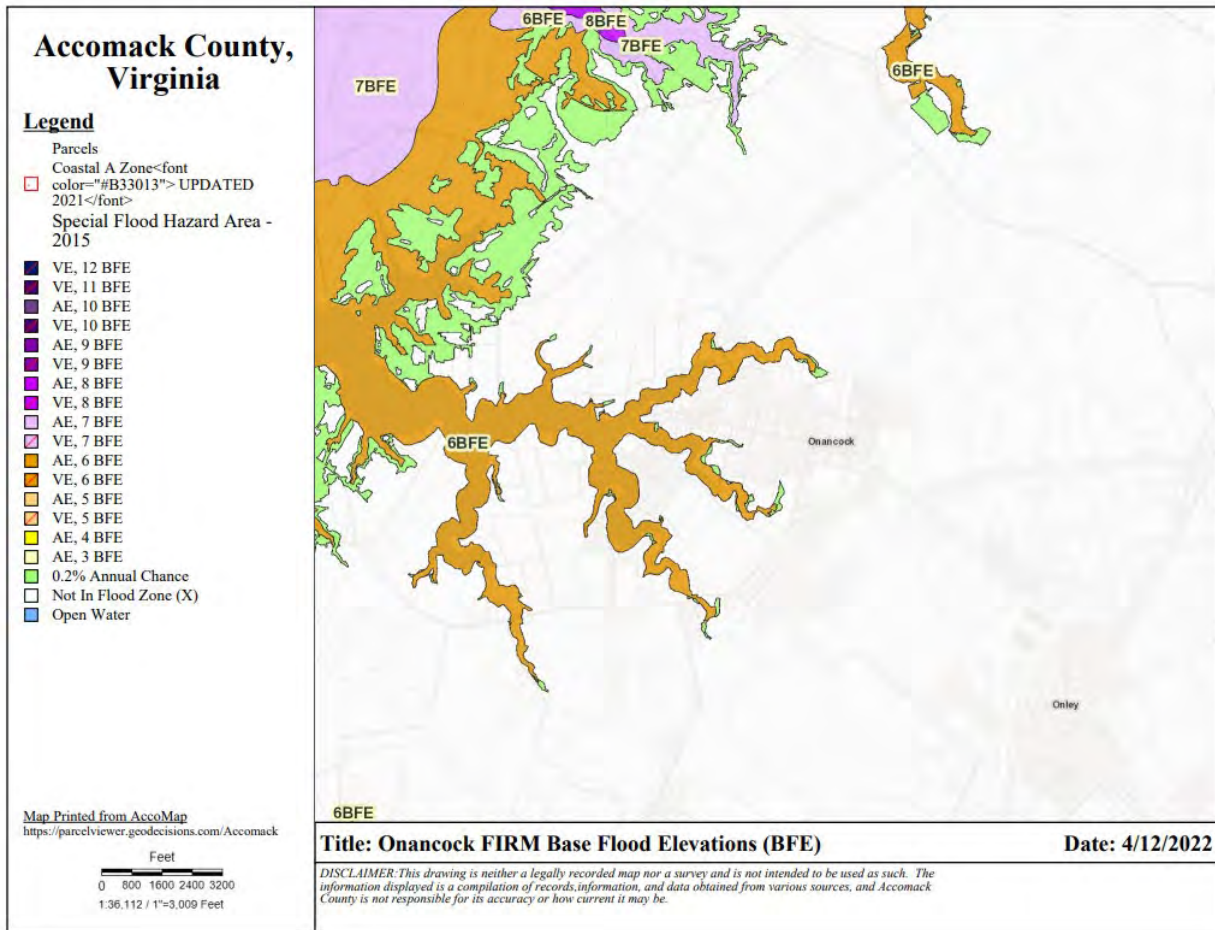 Accomack County,
Virginia
Legend
Parcels
Coastal A Zone<font
color="#B33013"> UPDATED
2021</font>
Special Flood Hazard Area -
2015
VE, 12 BFE
VE, 11 BFE
AE, 10 BFE
VE, 10 BFE
AE, 9 BFE
VE, 9 BFE
AE, 8 BFE
VE, 8 BFE
AE, 7 BFE
VE, 7 BFE
AE, 6 BFE
VE, 6 BFE
AE, 5 BFE
VE, 5 BFE
AE, 4 BFE
AE, 3 BFE
0.2% Annual Chance
Not In Flood Zone (X)
Open Water
Map Printed from AccoMap
https://parcelviewer.geodecisions.com/Accomack
Feet
0 800 1600 2400 3200
1:36,112 / 1"=3,009 Feet
6BFE
8BFE
7BFE
6BFE
7BFE
6BFE
Onancock
Onley
6BFE
Title: Onancock FIRM Base Flood Elevations (BFE)
Date: 4/12/2022
DISCLAIMER:This drawing is neither a legally recorded map nor a survey and is not intended to be used as such. The
information displayed is a compilation of records,information, and data obtained from various sources, and Accomack
County is not responsible for its accuracy or how current it may be.